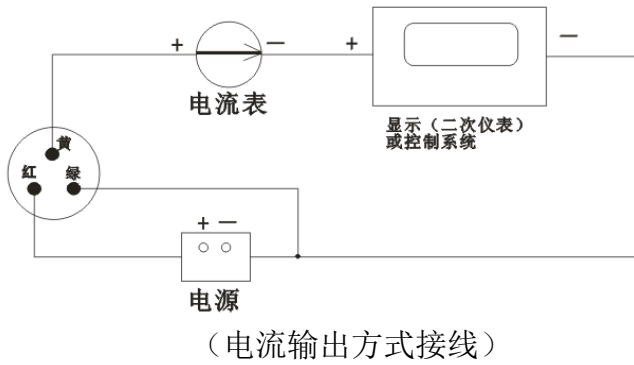 + — + —
电流表
显示（二次仪表）
或控制系统
黄
红 绿
+ —
电源
（电流输出方式接线）